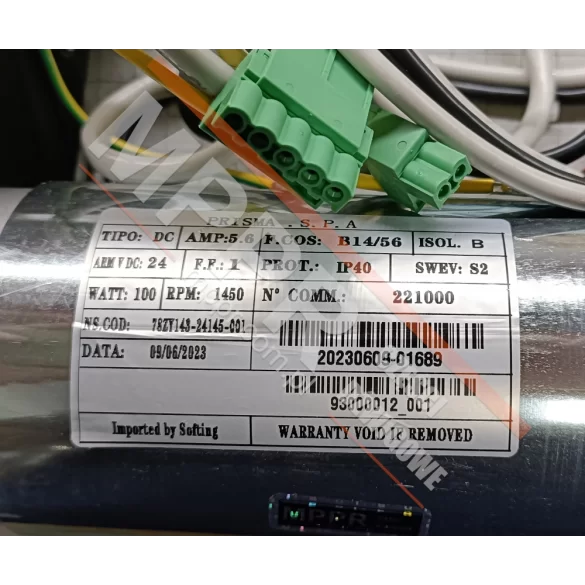 PRISMA . S. P. A
TIPO: DC AMP:5.6 F.COS: B14/56 ISOL. B
ARM V DC: 24 F.F.: 1 PROT.: IP40 SWEV: S2
WATT: 100 RPM: 1450 N° COMM.: 221000
NS.COD: 78ZY143-24145-001
DATA: 09/06/2023
20230609-01689
93000012_001
Imported by Softing WARRANTY VOID IF REMOVED